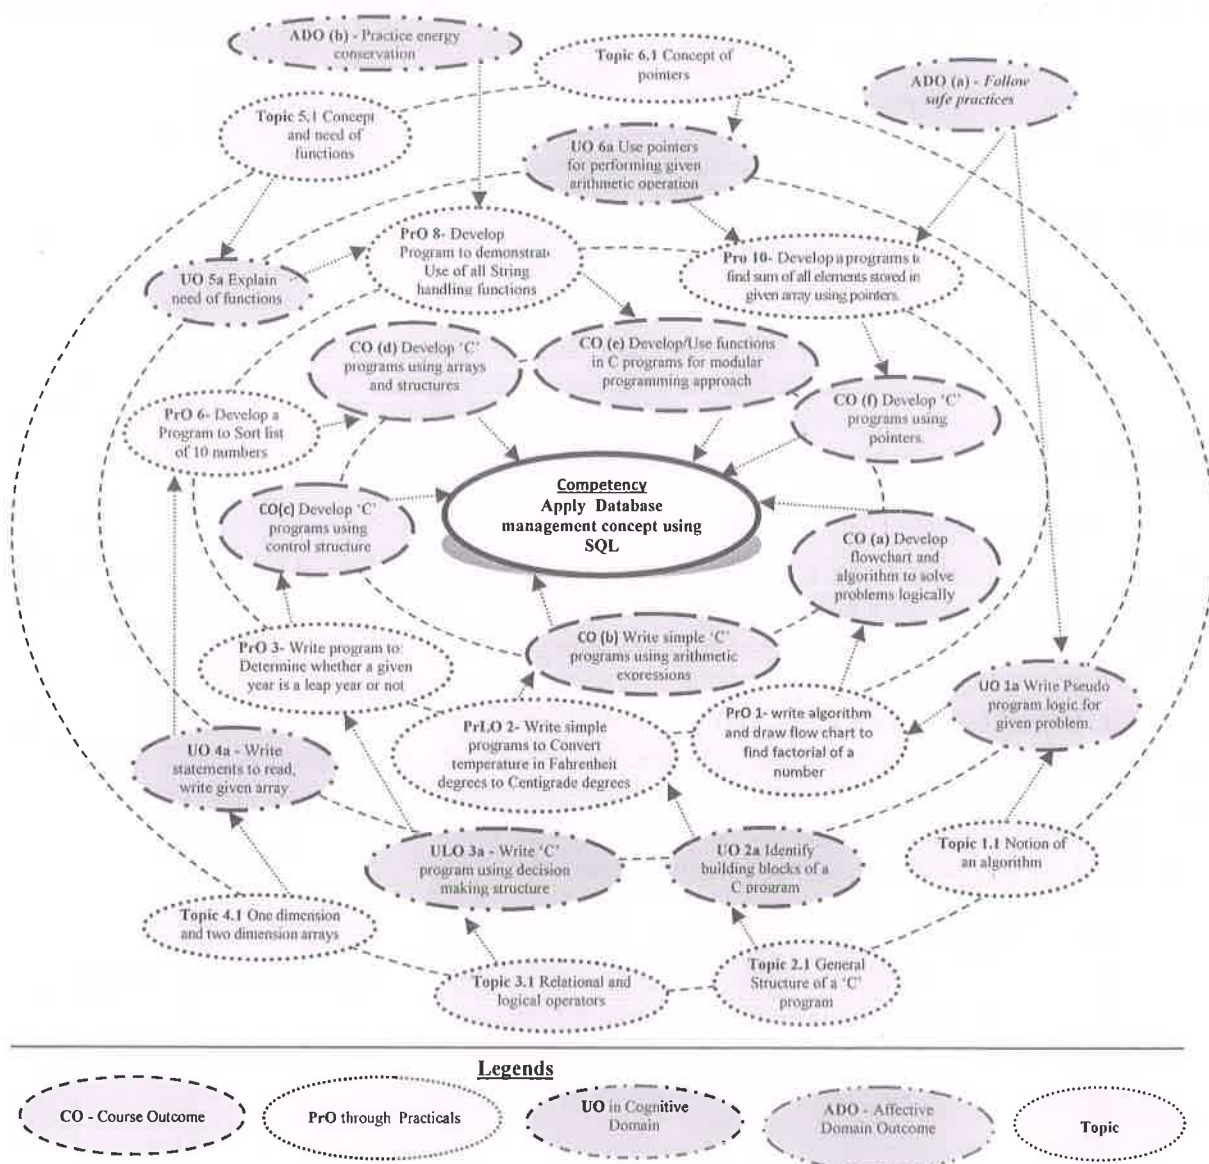 ADO (b) - Practice energy
conservation
Topic 6.1 Concept of
pointers
ADO (a) - Follow
safe practices
Topic 5.1 Concept
and need of
functions
UO 6a Use pointers
for performing given
arithmetic operation
PrO 8- Develop
Program to demonstrate
Use of all String
handling functions
Pro 10- Develop a programs to
find sum of all elements stored in
given array using pointers.
UO 5a Explain
need of functions
CO (d) Develop 'C'
programs using arrays
and structures
CO (e) Develop/Use functions
in C programs for modular
programming approach
CO (f) Develop 'C'
programs using
pointers.
PrO 6- Develop a
Program to Sort list
of 10 numbers
Competency
Apply Database
management concept using
SQL
CO(c) Develop 'C'
programs using
control structure
CO (a) Develop
flowchart and
algorithm to solve
problems logically
CO (b) Write simple 'C'
programs using arithmetic
expressions
PrO 3- Write program to
Determine whether a given
year is a leap year or not
UO 1a Write Pseudo
program logic for
given problem.
PrLO 2- Write simple
programs to Convert
temperature in Fahrenheit
degrees to Centigrade degrees
PrO 1- write algorithm
and draw flow chart to
find factorial of a
number
UO 4a - Write
statements to read,
write given array
ULO 3a - Write 'C'
program using decision
making structure
UO 2a Identify
building blocks of a
C program
Topic 1.1 Notion of
an algorithm
Topic 4.1 One dimension
and two dimension arrays
Topic 3.1 Relational and
logical operators
Topic 2.1 General
Structure of a 'C'
program
Legends
CO - Course Outcome
PrO through Practicals
UO in Cognitive
Domain
ADO - Affective
Domain Outcome
Topic